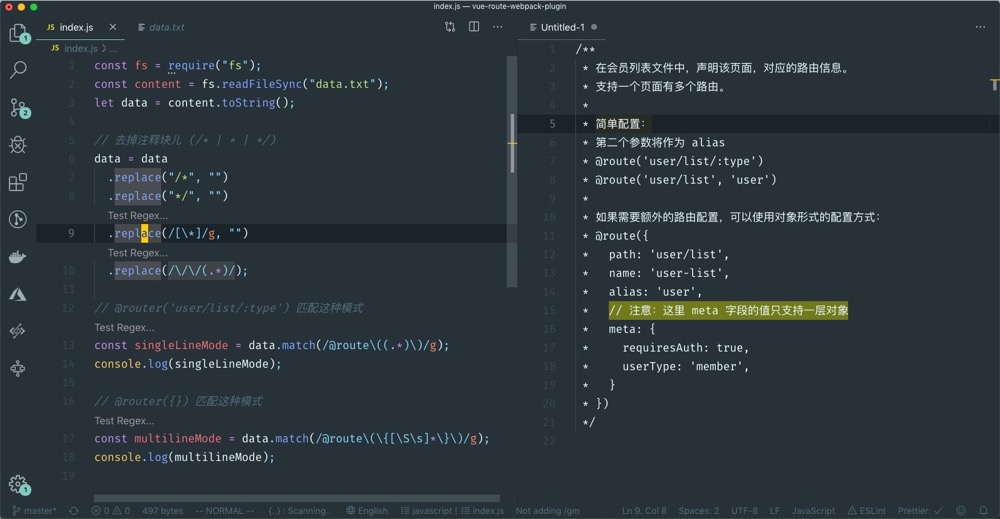 index.js — vue-route-webpack-plugin
JS index.js
data.txt
JS index.js > ...
1 const fs = require("fs");
2 const content = fs.readFileSync("data.txt");
3 let data = content.toString();
4
5 // 去掉注释块儿 (/* | * | */)
6 data = data
7 .replace("/*", "")
8 .replace("*/", "")
Test Regex...
9 .replace(/[\*]/g, "")
Test Regex...
10 .replace(/\/\/(.*)/);
11
12 // @router('user/list/:type') 匹配这种模式
Test Regex...
13 const singleLineMode = data.match(/@route\((.*)\)/g);
14 console.log(singleLineMode);
15
16 // @router({}) 匹配这种模式
Test Regex...
17 const multilineMode = data.match(/@route\(\{[\S\s]*\}\)/g);
18 console.log(multilineMode);
19
Untitled-1
1 /**
2 * 在会员列表文件中，声明该页面，对应的路由信息。
3 * 支持一个页面有多个路由。
4 *
5 * 简单配置：
6 * 第二个参数将作为 alias
7 * @route('user/list/:type')
8 * @route('user/list', 'user')
9 *
10 * 如果需要额外的路由配置，可以使用对象形式的配置方式：
11 * @route({
12 * path: 'user/list',
13 * name: 'user-list',
14 * alias: 'user',
15 * // 注意：这里 meta 字段的值只支持一层对象
16 * meta: {
17 * requiresAuth: true,
18 * userType: 'member',
19 * }
20 * })
21 */
22
1
2
1
master* 0 0 497 bytes -- NORMAL -- {..} : Scanning.. English javascript | index.js Not adding /gm Ln 9, Col 8 Spaces: 2 UTF-8 LF JavaScript ESLint Prettier: ✓